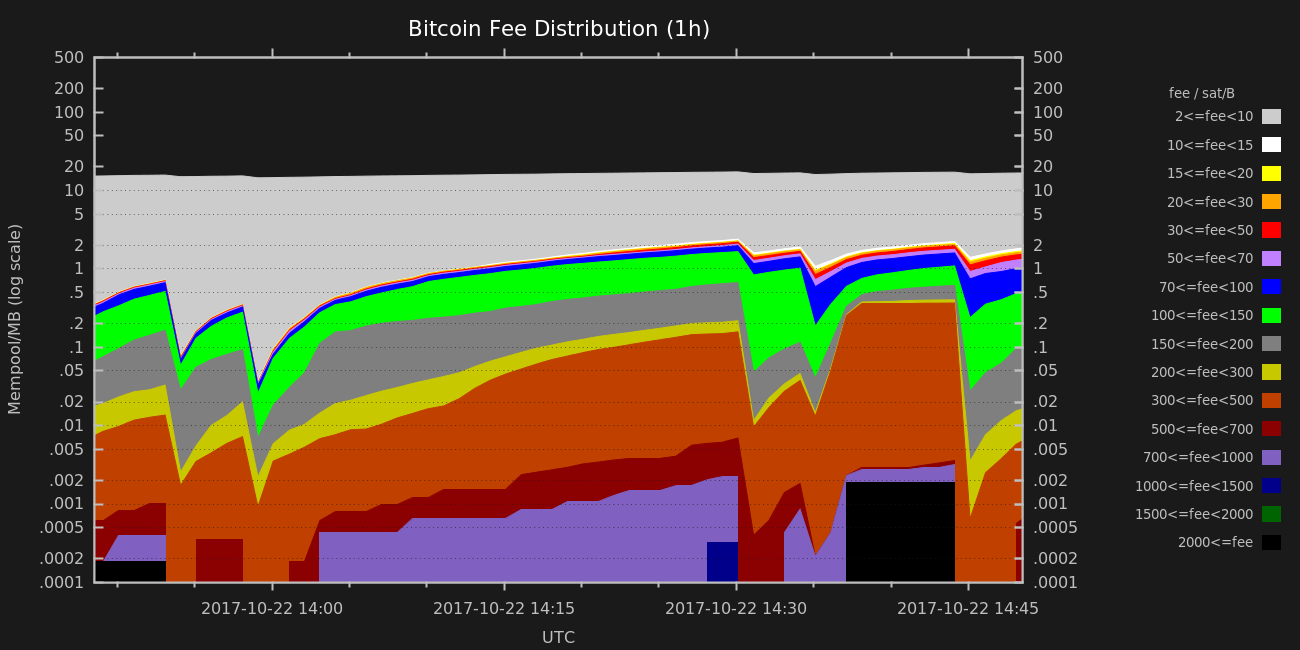 Bitcoin Fee Distribution (1h)
500
200
100
50
20
10
5
2
1
.5
.2
.1
.05
.02
.01
.005
.002
.001
.0005
.0002
.0001
Mempool/MB (log scale)
500
200
100
50
20
10
5
2
1
.5
.2
.1
.05
.02
.01
.005
.002
.001
.0005
.0002
.0001
2017-10-22 14:00
2017-10-22 14:15
2017-10-22 14:30
2017-10-22 14:45
UTC
fee / sat/B
2<=fee<10
10<=fee<15
15<=fee<20
20<=fee<30
30<=fee<50
50<=fee<70
70<=fee<100
100<=fee<150
150<=fee<200
200<=fee<300
300<=fee<500
500<=fee<700
700<=fee<1000
1000<=fee<1500
1500<=fee<2000
2000<=fee